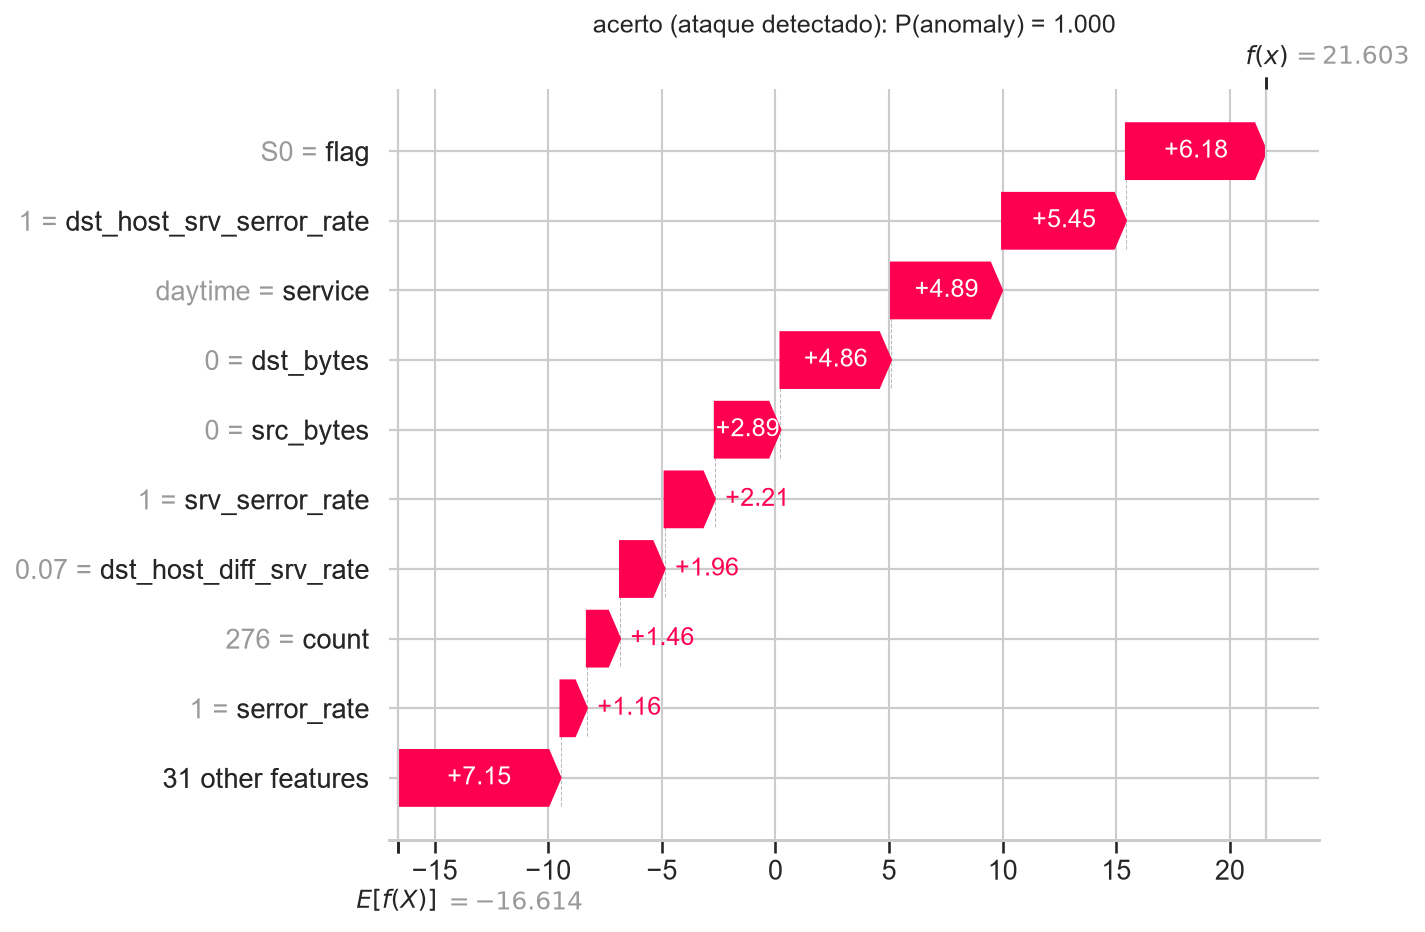 acerto (ataque detectado): P(anomaly) = 1.000
f(x) = 21.603
S0 = flag
+6.18
1 = dst_host_srv_serror_rate
+5.45
daytime = service
+4.89
0 = dst_bytes
+4.86
0 = src_bytes
+2.89
1 = srv_serror_rate
+2.21
0.07 = dst_host_diff_srv_rate
+1.96
276 = count
+1.46
1 = serror_rate
+1.16
31 other features
+7.15
−15 −10 −5 0 5 10 15 20
E[f(X)] = −16.614